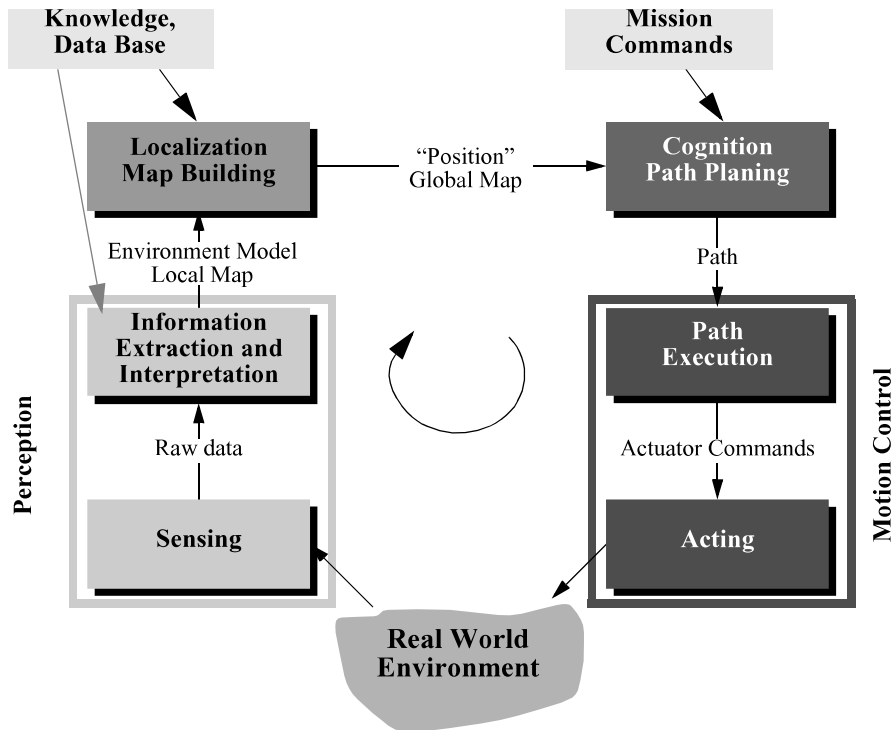 Knowledge,
Data Base
Mission
Commands
Localization
Map Building
“Position”
Global Map
Cognition
Path Planing
Environment Model
Local Map
Path
Information
Extraction and
Interpretation
Path
Execution
Perception
Raw data
Actuator Commands
Motion Control
Sensing
Acting
Real World
Environment